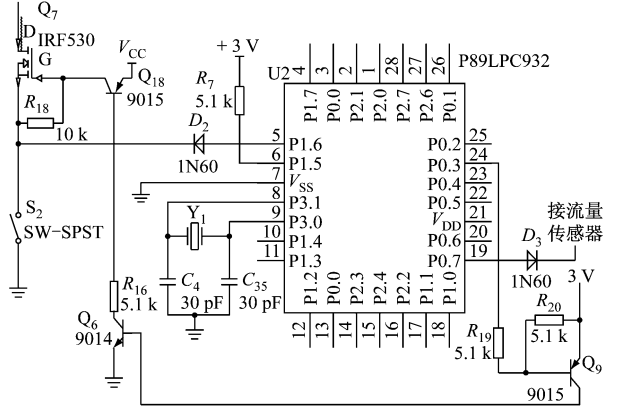 Q7
D
IRF530
G
VCC
Q18
9015
R18
10 k
+3 V
R7
5.1 k
U2
P89LPC932
4
3
2
1
28
27
26
P1.7
P0.0
P2.1
P2.0
P2.7
P2.6
P0.1
D2
1N60
5
P1.6
6
P1.5
7
VSS
8
P3.1
9
P3.0
10
P1.4
11
P1.3
P0.2
25
P0.3
24
P0.4
23
P0.5
22
VDD
21
P0.6
20
P0.7
19
P1.2
P0.0
P2.3
P2.4
P2.2
P1.1
P1.0
12
13
14
15
16
17
18
S2
SW-SPST
Y1
C4
30 pF
C35
30 pF
接流量
传感器
D3
1N60
3 V
R16
5.1 k
Q6
9014
R19
5.1 k
R20
5.1 k
Q9
9015